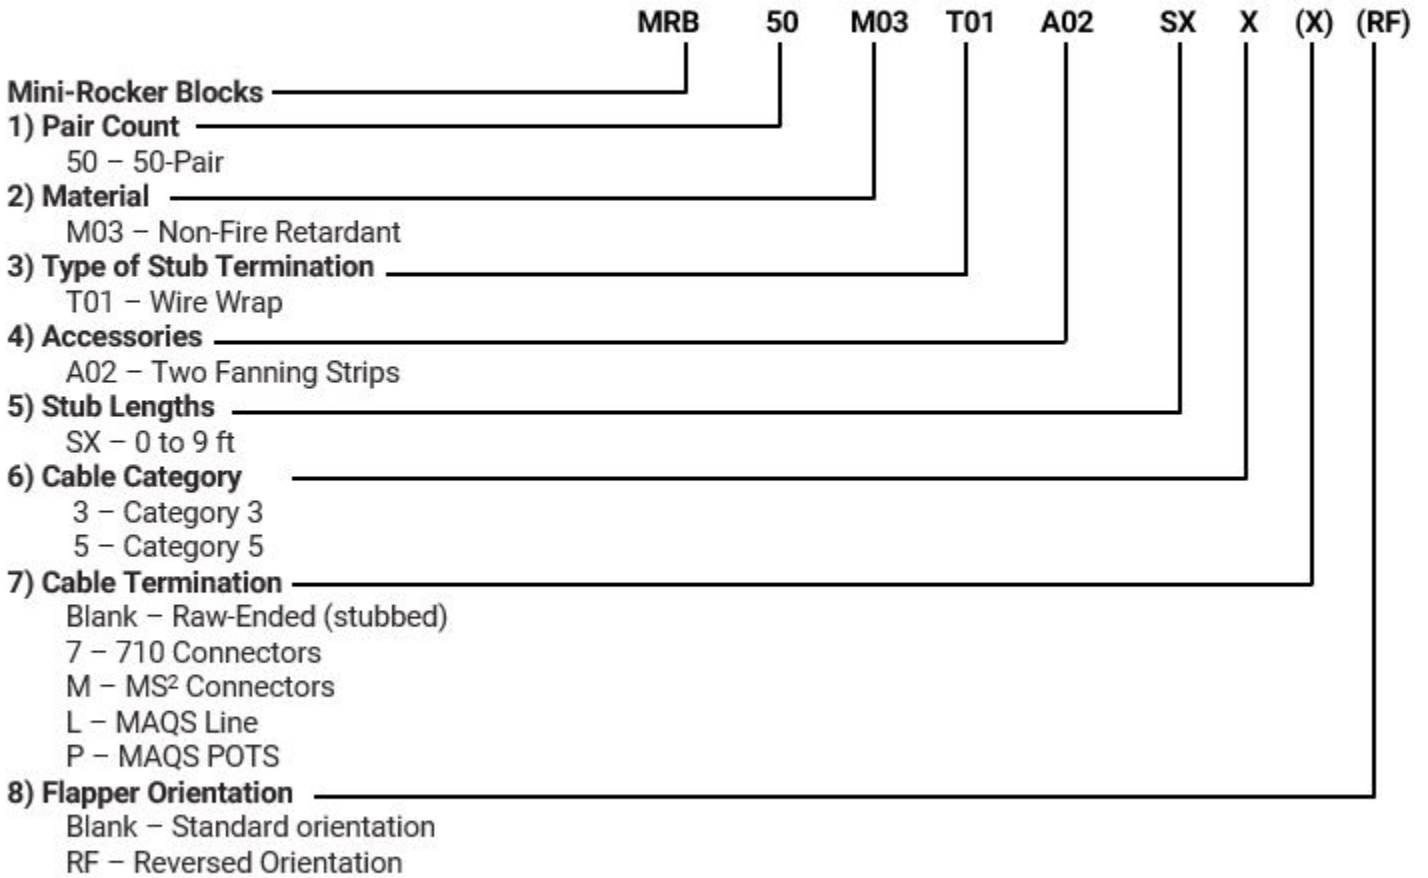 MRB 50 M03 T01 A02 SX X (X) (RF)
Mini-Rocker Blocks
1) Pair Count
50 – 50-Pair
2) Material
M03 – Non-Fire Retardant
3) Type of Stub Termination
T01 – Wire Wrap
4) Accessories
A02 – Two Fanning Strips
5) Stub Lengths
SX – 0 to 9 ft
6) Cable Category
3 – Category 3
5 – Category 5
7) Cable Termination
Blank – Raw-Ended (stubbed)
7 – 710 Connectors
M – MS² Connectors
L – MAQS Line
P – MAQS POTS
8) Flapper Orientation
Blank – Standard orientation
RF – Reversed Orientation